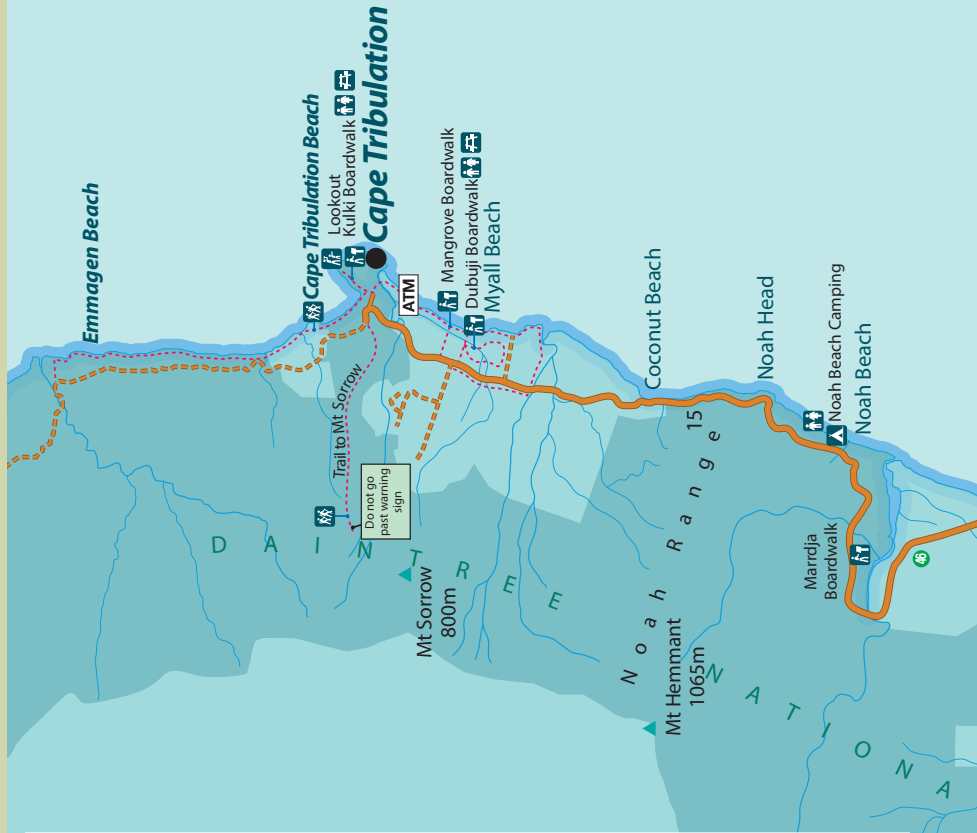 Emmagen Beach
Cape Tribulation Beach
Lookout
Kulki Boardwalk
Cape Tribulation
ATM
Mangrove Boardwalk
Dubuji Boardwalk
Myall Beach
Trail to Mt Sorrow
Do not go
past warning
sign
Mt Sorrow
800m
Coconut Beach
15
Noah Head
Noah Range
Noah Beach Camping
Noah Beach
Mt Hemmant
1065m
Marrdja
Boardwalk
46
DAINTREE NATIONA